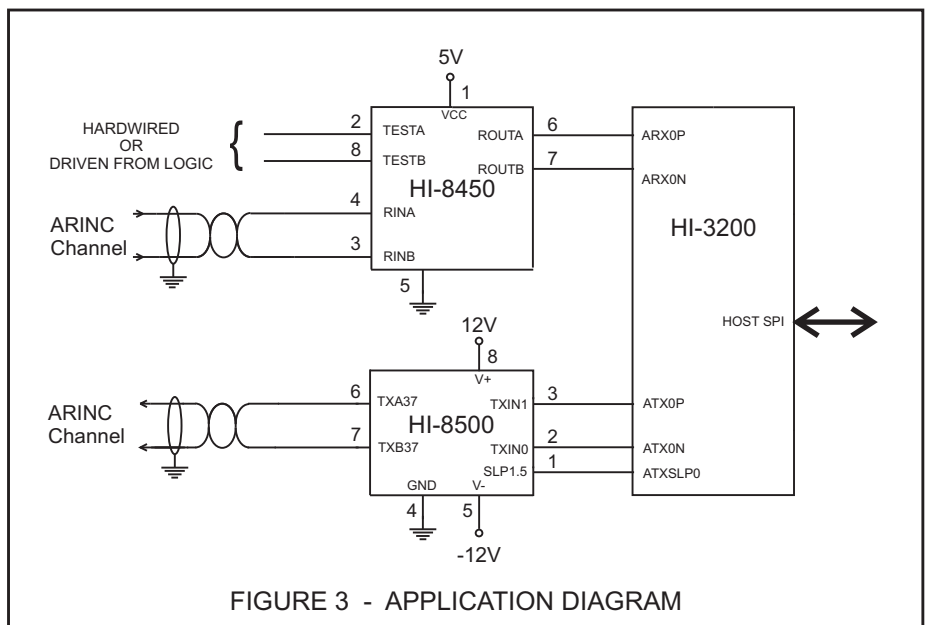 5V
1
VCC
HARDWIRED
OR
DRIVEN FROM LOGIC
{
2
TESTA
8
TESTB
ROUTA
6
ROUTB
7
ARX0P
ARX0N
HI-8450
HI-3200
ARINC
Channel
4
RINA
3
RINB
5
HOST SPI
12V
8
V+
ARINC
Channel
6
TXA37
7
TXB37
HI-8500
TXIN1
3
ATX0P
TXIN0
2
ATX0N
SLP1.5
1
ATXSLP0
GND
V-
4
5
-12V
FIGURE 3 - APPLICATION DIAGRAM